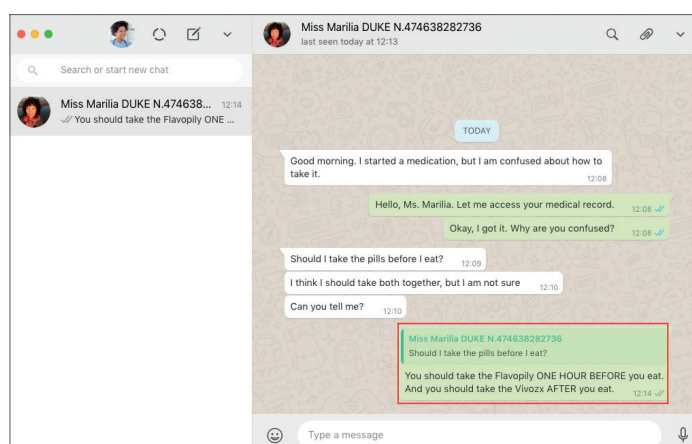 Miss Marilia DUKE N.474638282736
last seen today at 12:13
Search or start new chat
Miss Marilia DUKE N.474638... 12:14
You should take the Flavopily ONE ...
TODAY
Good morning. I started a medication, but I am confused about how to
take it.
12:08
Hello, Ms. Marilia. Let me access your medical record. 12:08
Okay, I got it. Why are you confused? 12:08
Should I take the pills before I eat? 12:09
I think I should take both together, but I am not sure 12:10
Can you tell me? 12:10
Miss Marilia DUKE N.474638282736
Should I take the pills before I eat?
You should take the Flavopily ONE HOUR BEFORE you eat.
And you should take the Vivozx AFTER you eat. 12:14
Type a message